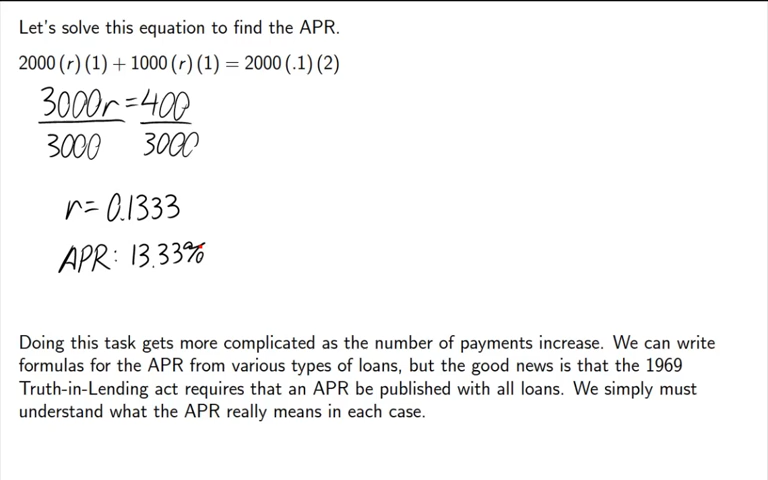 Let's solve this equation to find the APR.
2000 (r) (1) + 1000 (r) (1) = 2000 (.1) (2)
3000r = 400
3000 3000
r = 0.1333
APR: 13.33%
Doing this task gets more complicated as the number of payments increase. We can write
formulas for the APR from various types of loans, but the good news is that the 1969
Truth-in-Lending act requires that an APR be published with all loans. We simply must
understand what the APR really means in each case.